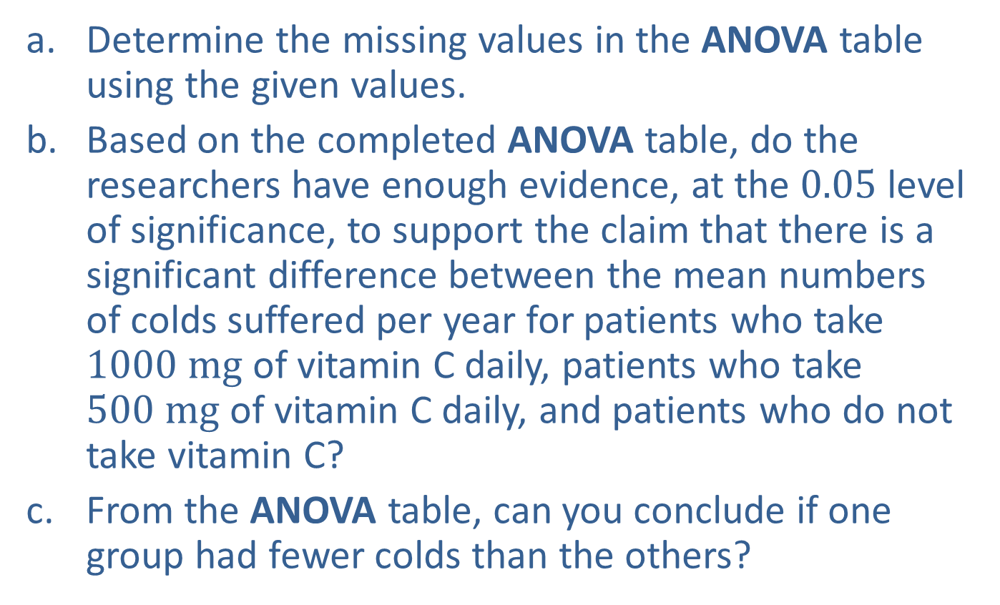 a. Determine the missing values in the ANOVA table
using the given values.
b. Based on the completed ANOVA table, do the
researchers have enough evidence, at the 0.05 level
of significance, to support the claim that there is a
significant difference between the mean numbers
of colds suffered per year for patients who take
1000 mg of vitamin C daily, patients who take
500 mg of vitamin C daily, and patients who do not
take vitamin C?
c. From the ANOVA table, can you conclude if one
group had fewer colds than the others?